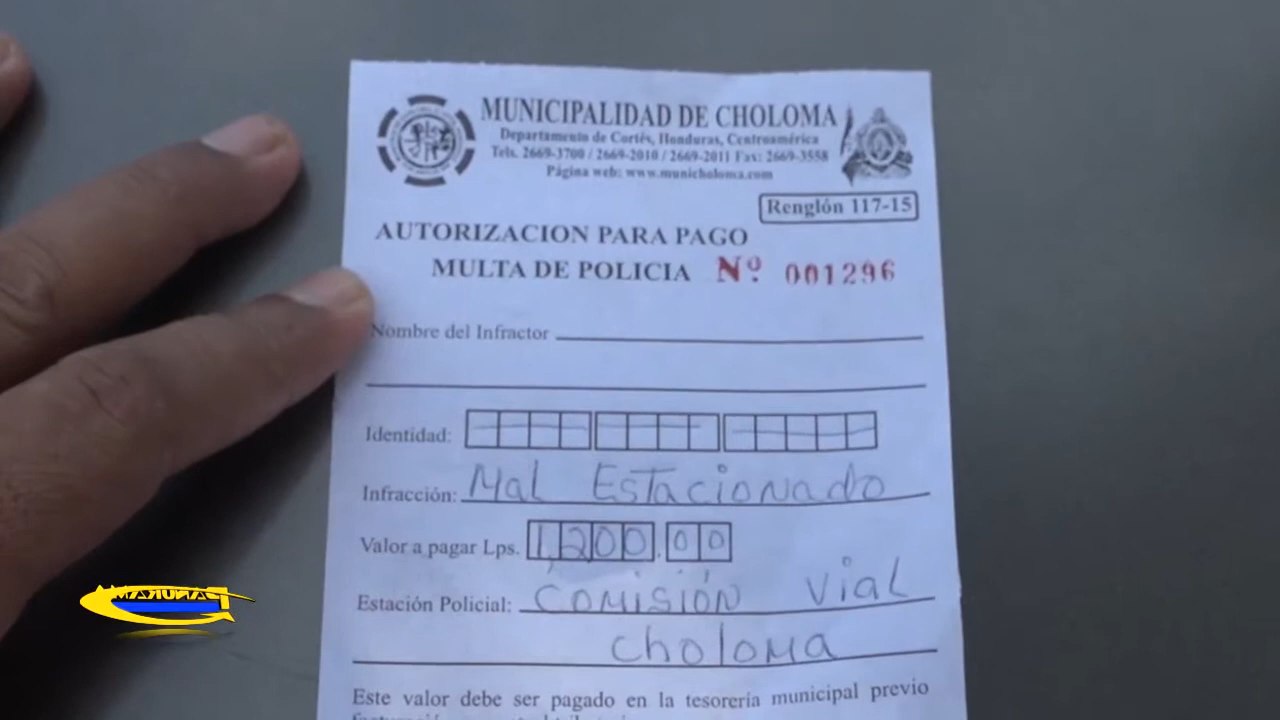 MUNICIPALIDAD DE CHOLOMA
Departamento de Cortés, Honduras, Centroamérica
Tels. 2669-3700 / 2669-2010 / 2669-2011 Fax: 2669-3558
Página web: www.municholoma.com
Renglón 117-15
AUTORIZACION PARA PAGO
MULTA DE POLICIA Nº 001296
Nombre del Infractor
Identidad:
Infracción: Mal Estacionado
Valor a pagar Lps. 1,200.00
Estación Policial: Comisión Vial
Choloma
Este valor debe ser pagado en la tesorería municipal previo